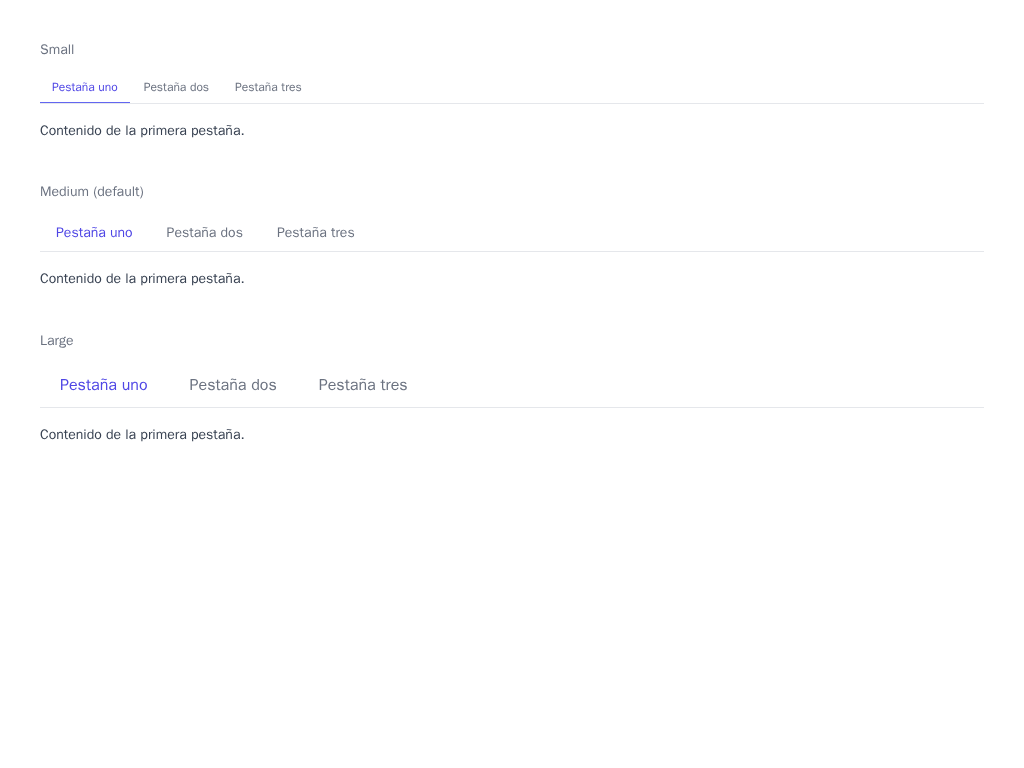 Small
Pestaña uno Pestaña dos Pestaña tres
Contenido de la primera pestaña.
Medium (default)
Pestaña uno Pestaña dos Pestaña tres
Contenido de la primera pestaña.
Large
Pestaña uno Pestaña dos Pestaña tres
Contenido de la primera pestaña.